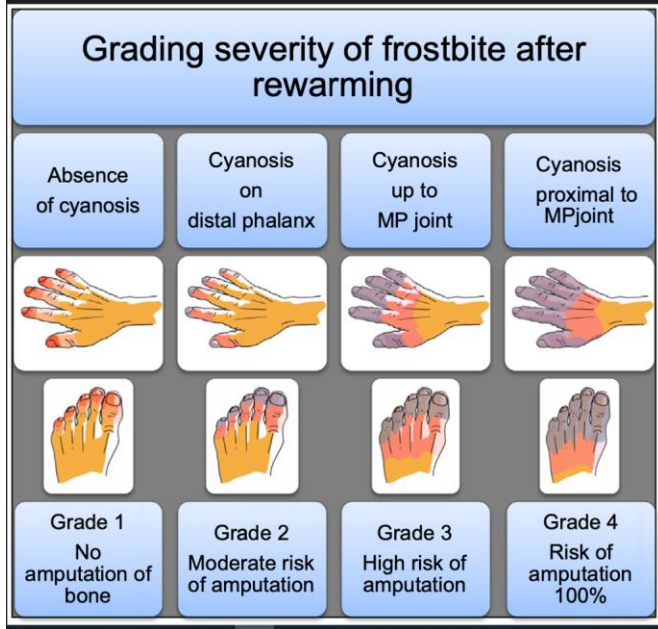 Grading severity of frostbite after
rewarming
Absence
of cyanosis
Cyanosis
on
distal phalanx
Cyanosis
up to
MP joint
Cyanosis
proximal to
MPjoint
Grade 1
No
amputation of
bone
Grade 2
Moderate risk
of amputation
Grade 3
High risk of
amputation
Grade 4
Risk of
amputation
100%